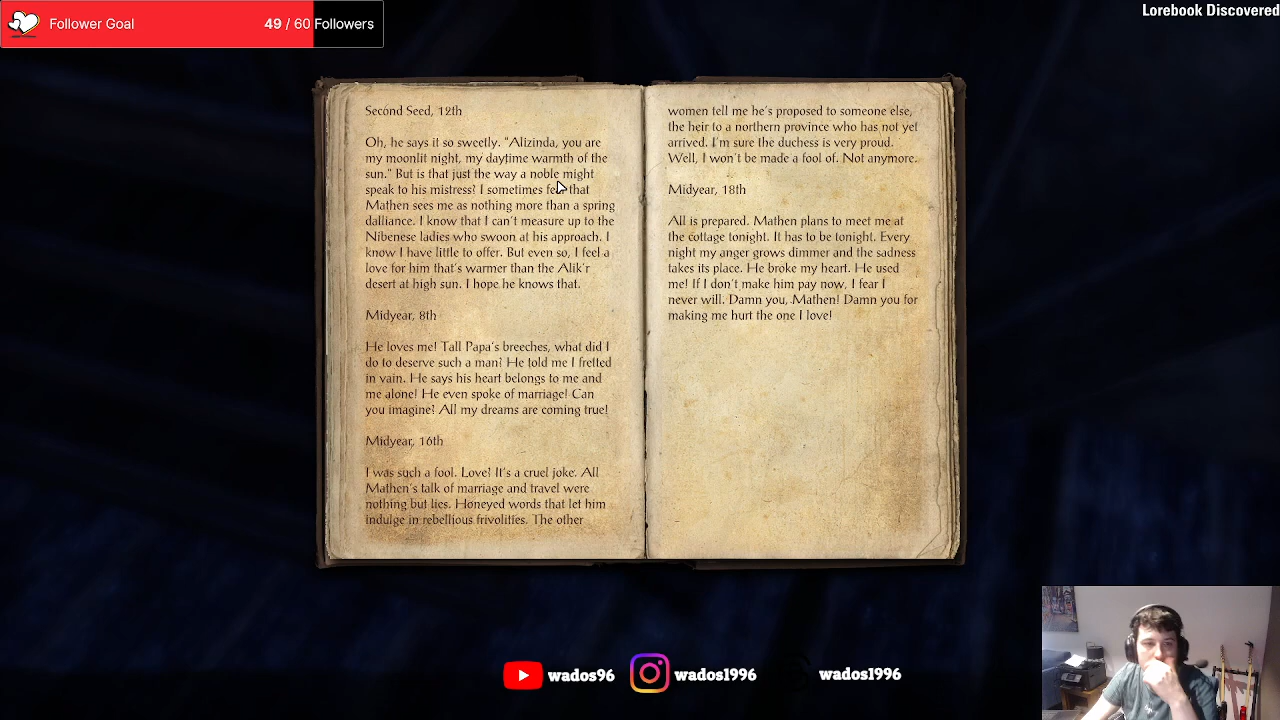 Follower Goal
49 / 60 Followers
Lorebook Discovered
Second Seed, 12th
Oh, he says it so sweetly. "Alizinda, you are
my moonlit night, my daytime warmth of the
sun." But is that just the way a noble might
speak to his mistress? I sometimes that
Mathen sees me as nothing more than a spring
dalliance. I know that I can't measure up to the
Nibenese ladies who swoon at his approach. I
know I have little to offer. But even so, I feel a
love for him that's warmer than the Alik'r
desert at high sun. I hope he knows that.
Midyear, 8th
He loves me! Tall Papa's breeches, what did I
do to deserve such a man? He told me I fretted
in vain. He says his heart belongs to me and
me alone! He even spoke of marriage! Can
you imagine? All my dreams are coming true!
Midyear, 16th
I was such a fool. Love? It's a cruel joke. All
Mathen's talk of marriage and travel were
nothing but lies. Honeyed words that let him
indulge in rebellious frivolities. The other
women tell me he's proposed to someone else,
the heir to a northern province who has not yet
arrived. I'm sure the duchess is very proud.
Well, I won't be made a fool of. Not anymore.
Midyear, 18th
All is prepared. Mathen plans to meet me at
the cottage tonight. It has to be tonight. Every
night my anger grows dimmer and the sadness
takes its place. He broke my heart. He used
me! If I don't make him pay now, I fear I
never will. Damn you, Mathen! Damn you for
making me hurt the one I love!
wados96
wados1996
wados1996